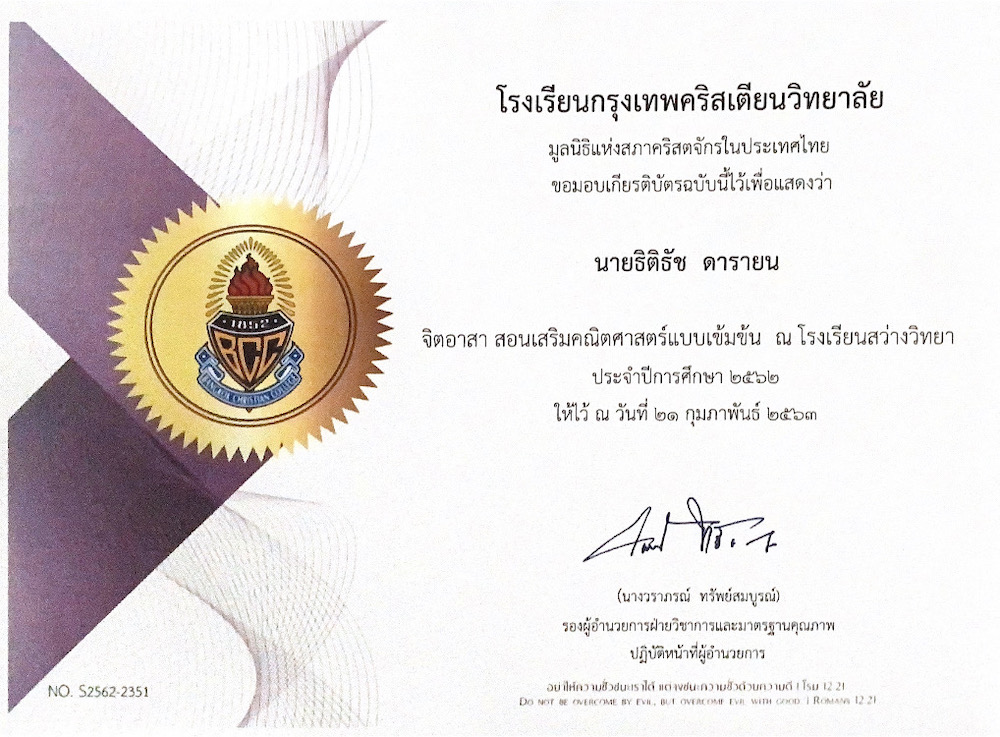 โรงเรียนกรุงเทพคริสเตียนวิทยาลัย
มูลนิธิแห่งสภาคริสตจักรในประเทศไทย
ขอมอบเกียรติบัตรฉบับนี้ไว้เพื่อแสดงว่า
นายธิติธัช ดารายน
จิตอาสา สอนเสริมคณิตศาสตร์แบบเข้มข้น ณ โรงเรียนสว่างวิทยา
ประจำปีการศึกษา ๒๕๖๒
ให้ไว้ ณ วันที่ ๒๑ กุมภาพันธ์ ๒๕๖๓
1852
BCC
BANGKOK CHRISTIAN COLLEGE
(นางวราภรณ์ ทรัพย์สมบูรณ์)
รองผู้อำนวยการฝ่ายวิชาการและมาตรฐานคุณภาพ
ปฏิบัติหน้าที่ผู้อำนวยการ
อย่าให้ความชั่วชนะเราได้ แต่จงชนะความชั่วด้วยความดี | โรม 12:21
DO NOT BE OVERCOME BY EVIL, BUT OVERCOME EVIL WITH GOOD. | ROMANS 12:21
NO. S2562-2351